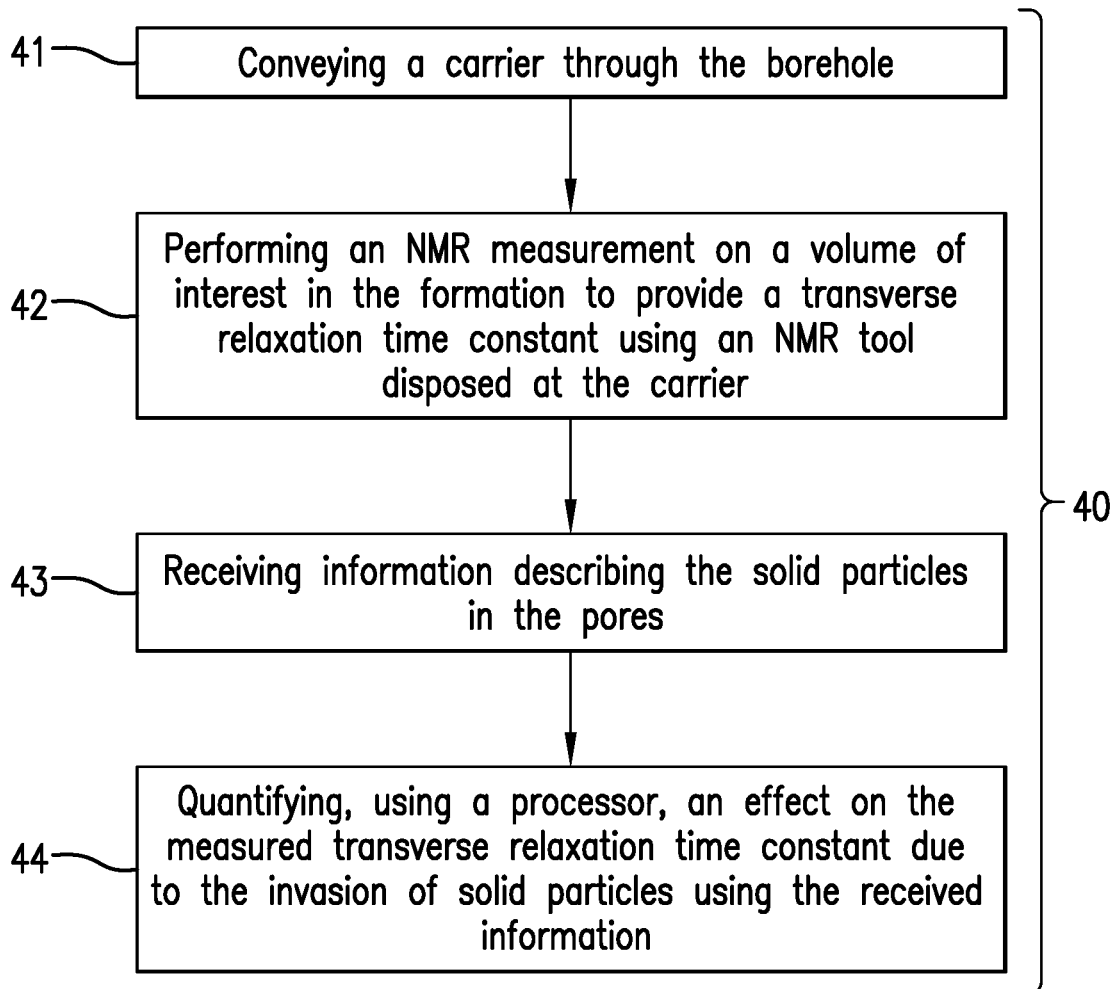 41
Conveying a carrier through the borehole
42
Performing an NMR measurement on a volume of
interest in the formation to provide a transverse
relaxation time constant using an NMR tool
disposed at the carrier
40
43
Receiving information describing the solid particles
in the pores
44
Quantifying, using a processor, an effect on the
measured transverse relaxation time constant due
to the invasion of solid particles using the received
information